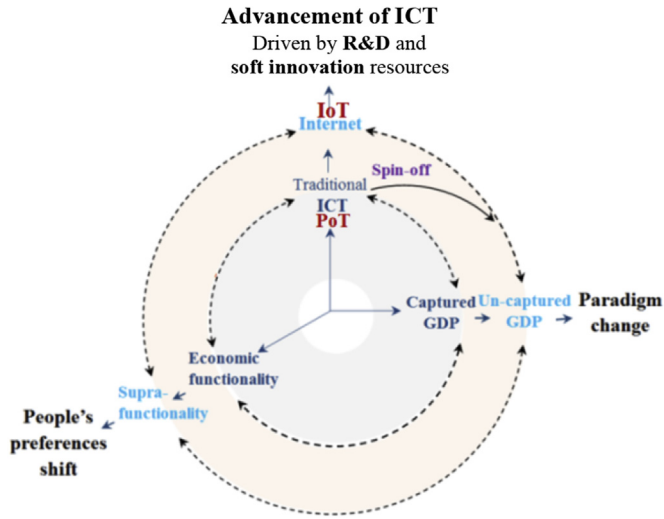 Advancement of ICT
Driven by R&D and
soft innovation resources
IoT
Internet
Spin-off
Traditional
ICT
PoT
Captured Un-captured Paradigm
GDP GDP change
Economic
functionality
Supra-
functionality
People's
preferences
shift